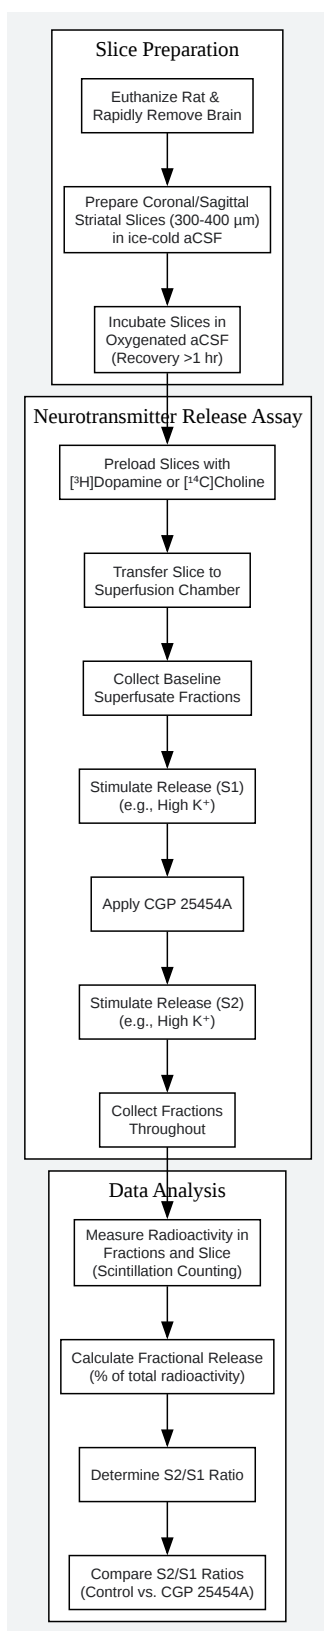 Slice Preparation
Euthanize Rat &
Rapidly Remove Brain
Prepare Coronal/Sagittal
Striatal Slices (300-400 µm)
in ice-cold aCSF
Incubate Slices in
Oxygenated aCSF
(Recovery >1 hr)
Neurotransmitter Release Assay
Preload Slices with
[³H]Dopamine or [¹⁴C]Choline
Transfer Slice to
Superfusion Chamber
Collect Baseline
Superfusate Fractions
Stimulate Release (S1)
(e.g., High K⁺)
Apply CGP 25454A
Stimulate Release (S2)
(e.g., High K⁺)
Collect Fractions
Throughout
Data Analysis
Measure Radioactivity in
Fractions and Slice
(Scintillation Counting)
Calculate Fractional Release
(% of total radioactivity)
Determine S2/S1 Ratio
Compare S2/S1 Ratios
(Control vs. CGP 25454A)